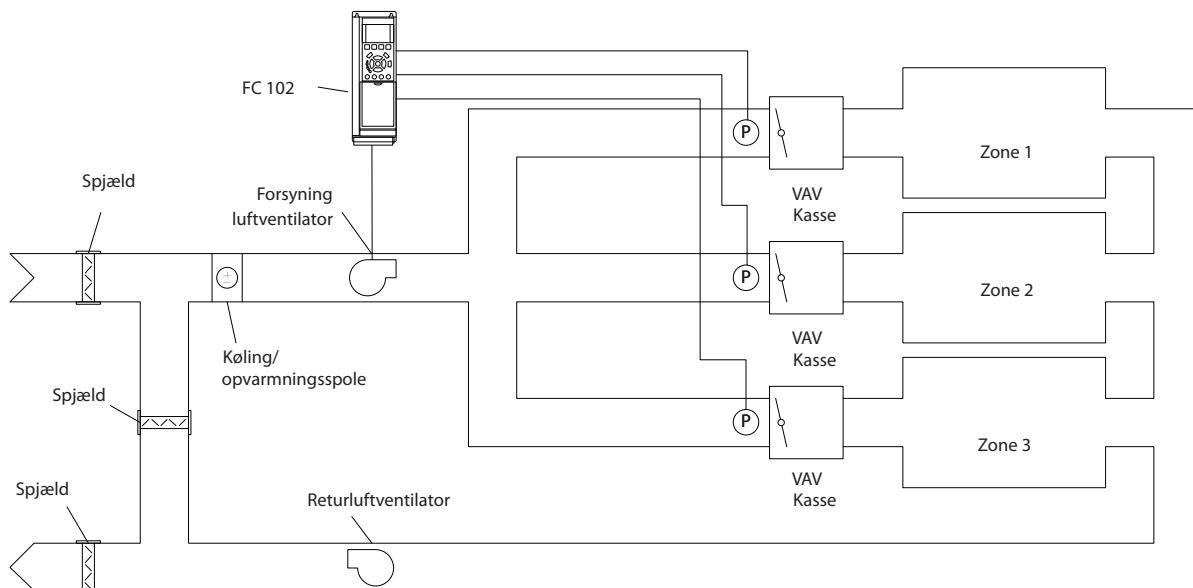 FC 102
P
Zone 1
Spjæld
Forsyning
luftventilator
VAV
Kasse
P
Zone 2
Køling/
opvarmningsspole
VAV
Kasse
Spjæld
P
Zone 3
VAV
Kasse
Spjæld
Returluftventilator